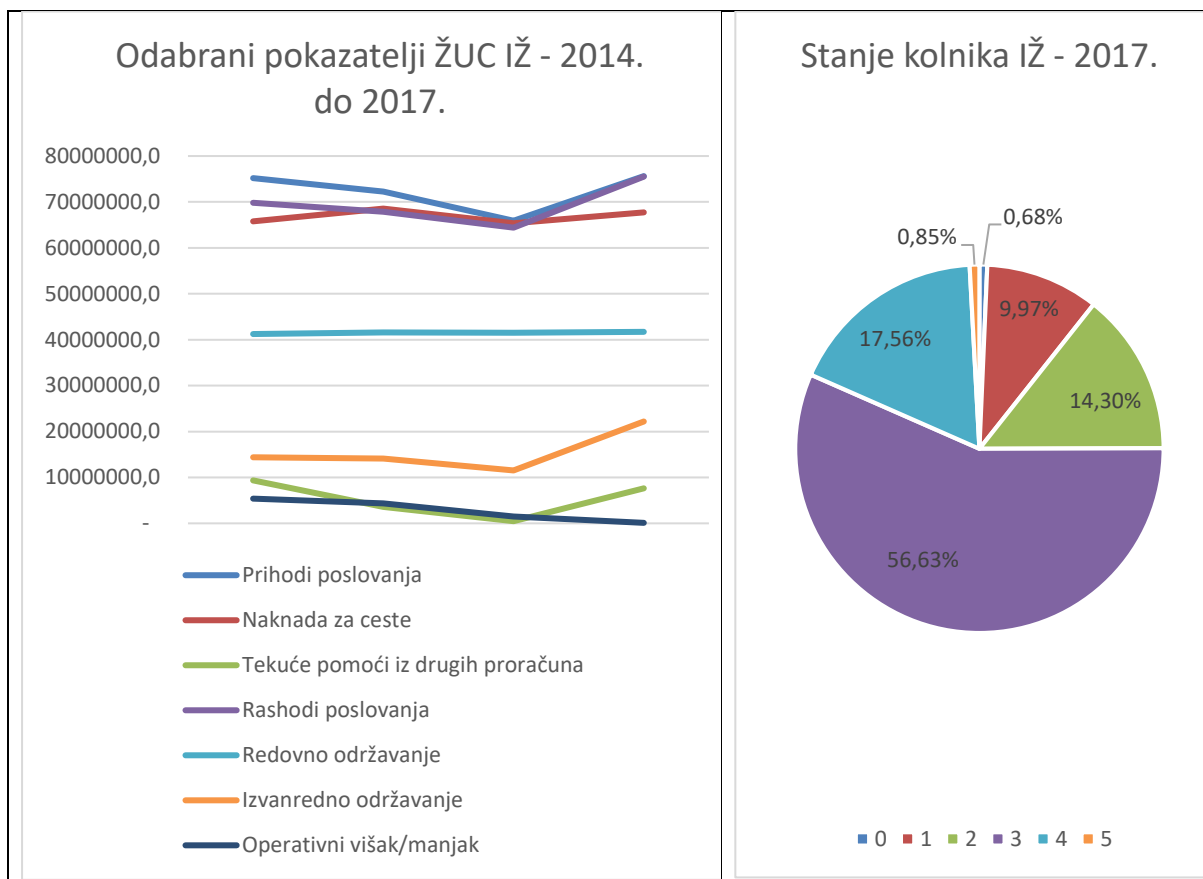 Odabrani pokazatelji ŽUC IŽ - 2014.
do 2017.
80000000,0
70000000,0
60000000,0
50000000,0
40000000,0
30000000,0
20000000,0
10000000,0
-
Prihodi poslovanja
Naknada za ceste
Tekuće pomoći iz drugih proračuna
Rashodi poslovanja
Redovno održavanje
Izvanredno održavanje
Operativni višak/manjak
Stanje kolnika IŽ - 2017.
0,85%
0,68%
9,97%
17,56%
14,30%
56,63%
0 1 2 3 4 5